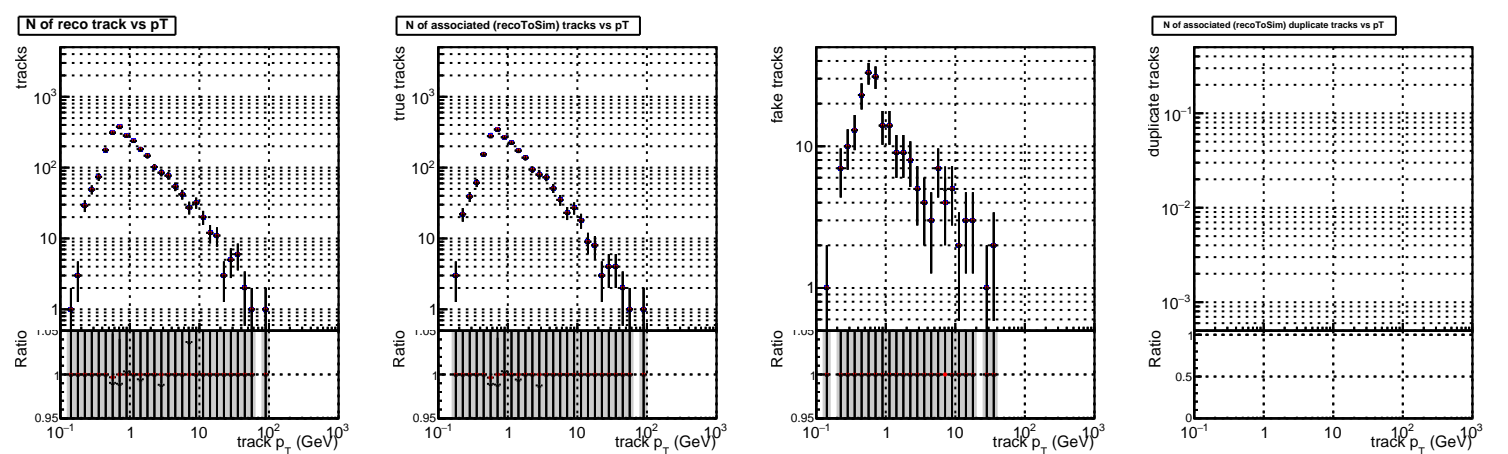 N of reco track vs pT
tracks
10³
10²
10
1
Ratio
1.05
1
0.95
10⁻¹ 1 10 10² 10³
track p_T (GeV)
N of associated (recoToSim) tracks vs pT
true tracks
10³
10²
10
1
Ratio
1.05
1
0.95
10⁻¹ 1 10 10² 10³
track p_T (GeV)
fake tracks
10
1
Ratio
1.05
1
0.95
10⁻¹ 1 10 10² 10³
track p_T (GeV)
N of associated (recoToSim) duplicate tracks vs pT
duplicate tracks
10⁻¹
10⁻²
10⁻³
Ratio
1
0.5
0
10⁻¹ 1 10 10² 10³
track p_T (GeV)